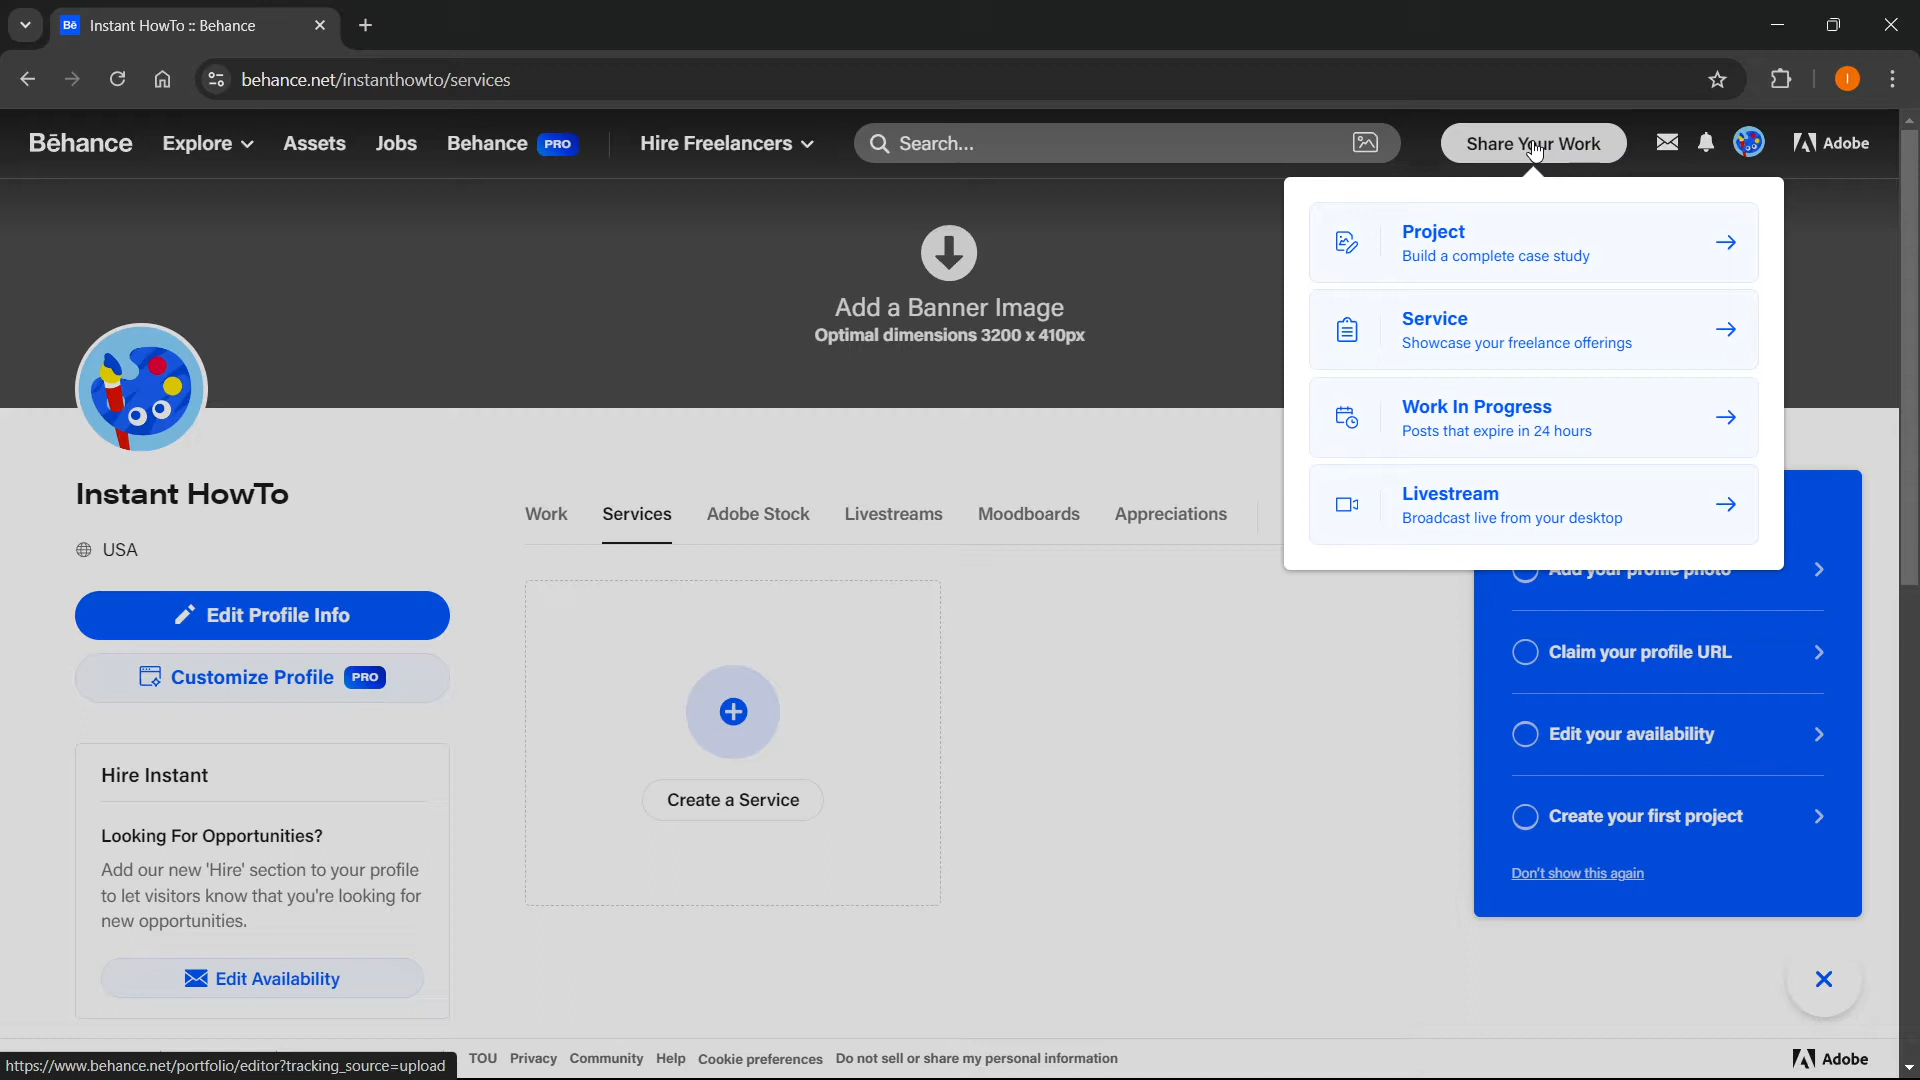 Bē Instant HowTo :: Behance
behance.net/instanthowto/services
I
Bēhance Explore Assets Jobs Behance PRO Hire Freelancers Search... Share Your Work Adobe
Project
Build a complete case study
Service
Showcase your freelance offerings
Work In Progress
Posts that expire in 24 hours
Livestream
Broadcast live from your desktop
Add a Banner Image
Optimal dimensions 3200 x 410px
Instant HowTo
USA
Edit Profile Info
Customize Profile PRO
Hire Instant
Looking For Opportunities?
Add our new 'Hire' section to your profile
to let visitors know that you're looking for
new opportunities.
Edit Availability
Work Services Adobe Stock Livestreams Moodboards Appreciations
Create a Service
Add your profile photo
Claim your profile URL
Edit your availability
Create your first project
Don't show this again
https://www.behance.net/portfolio/editor?tracking_source=upload
TOU Privacy Community Help Cookie preferences Do not sell or share my personal information
Adobe